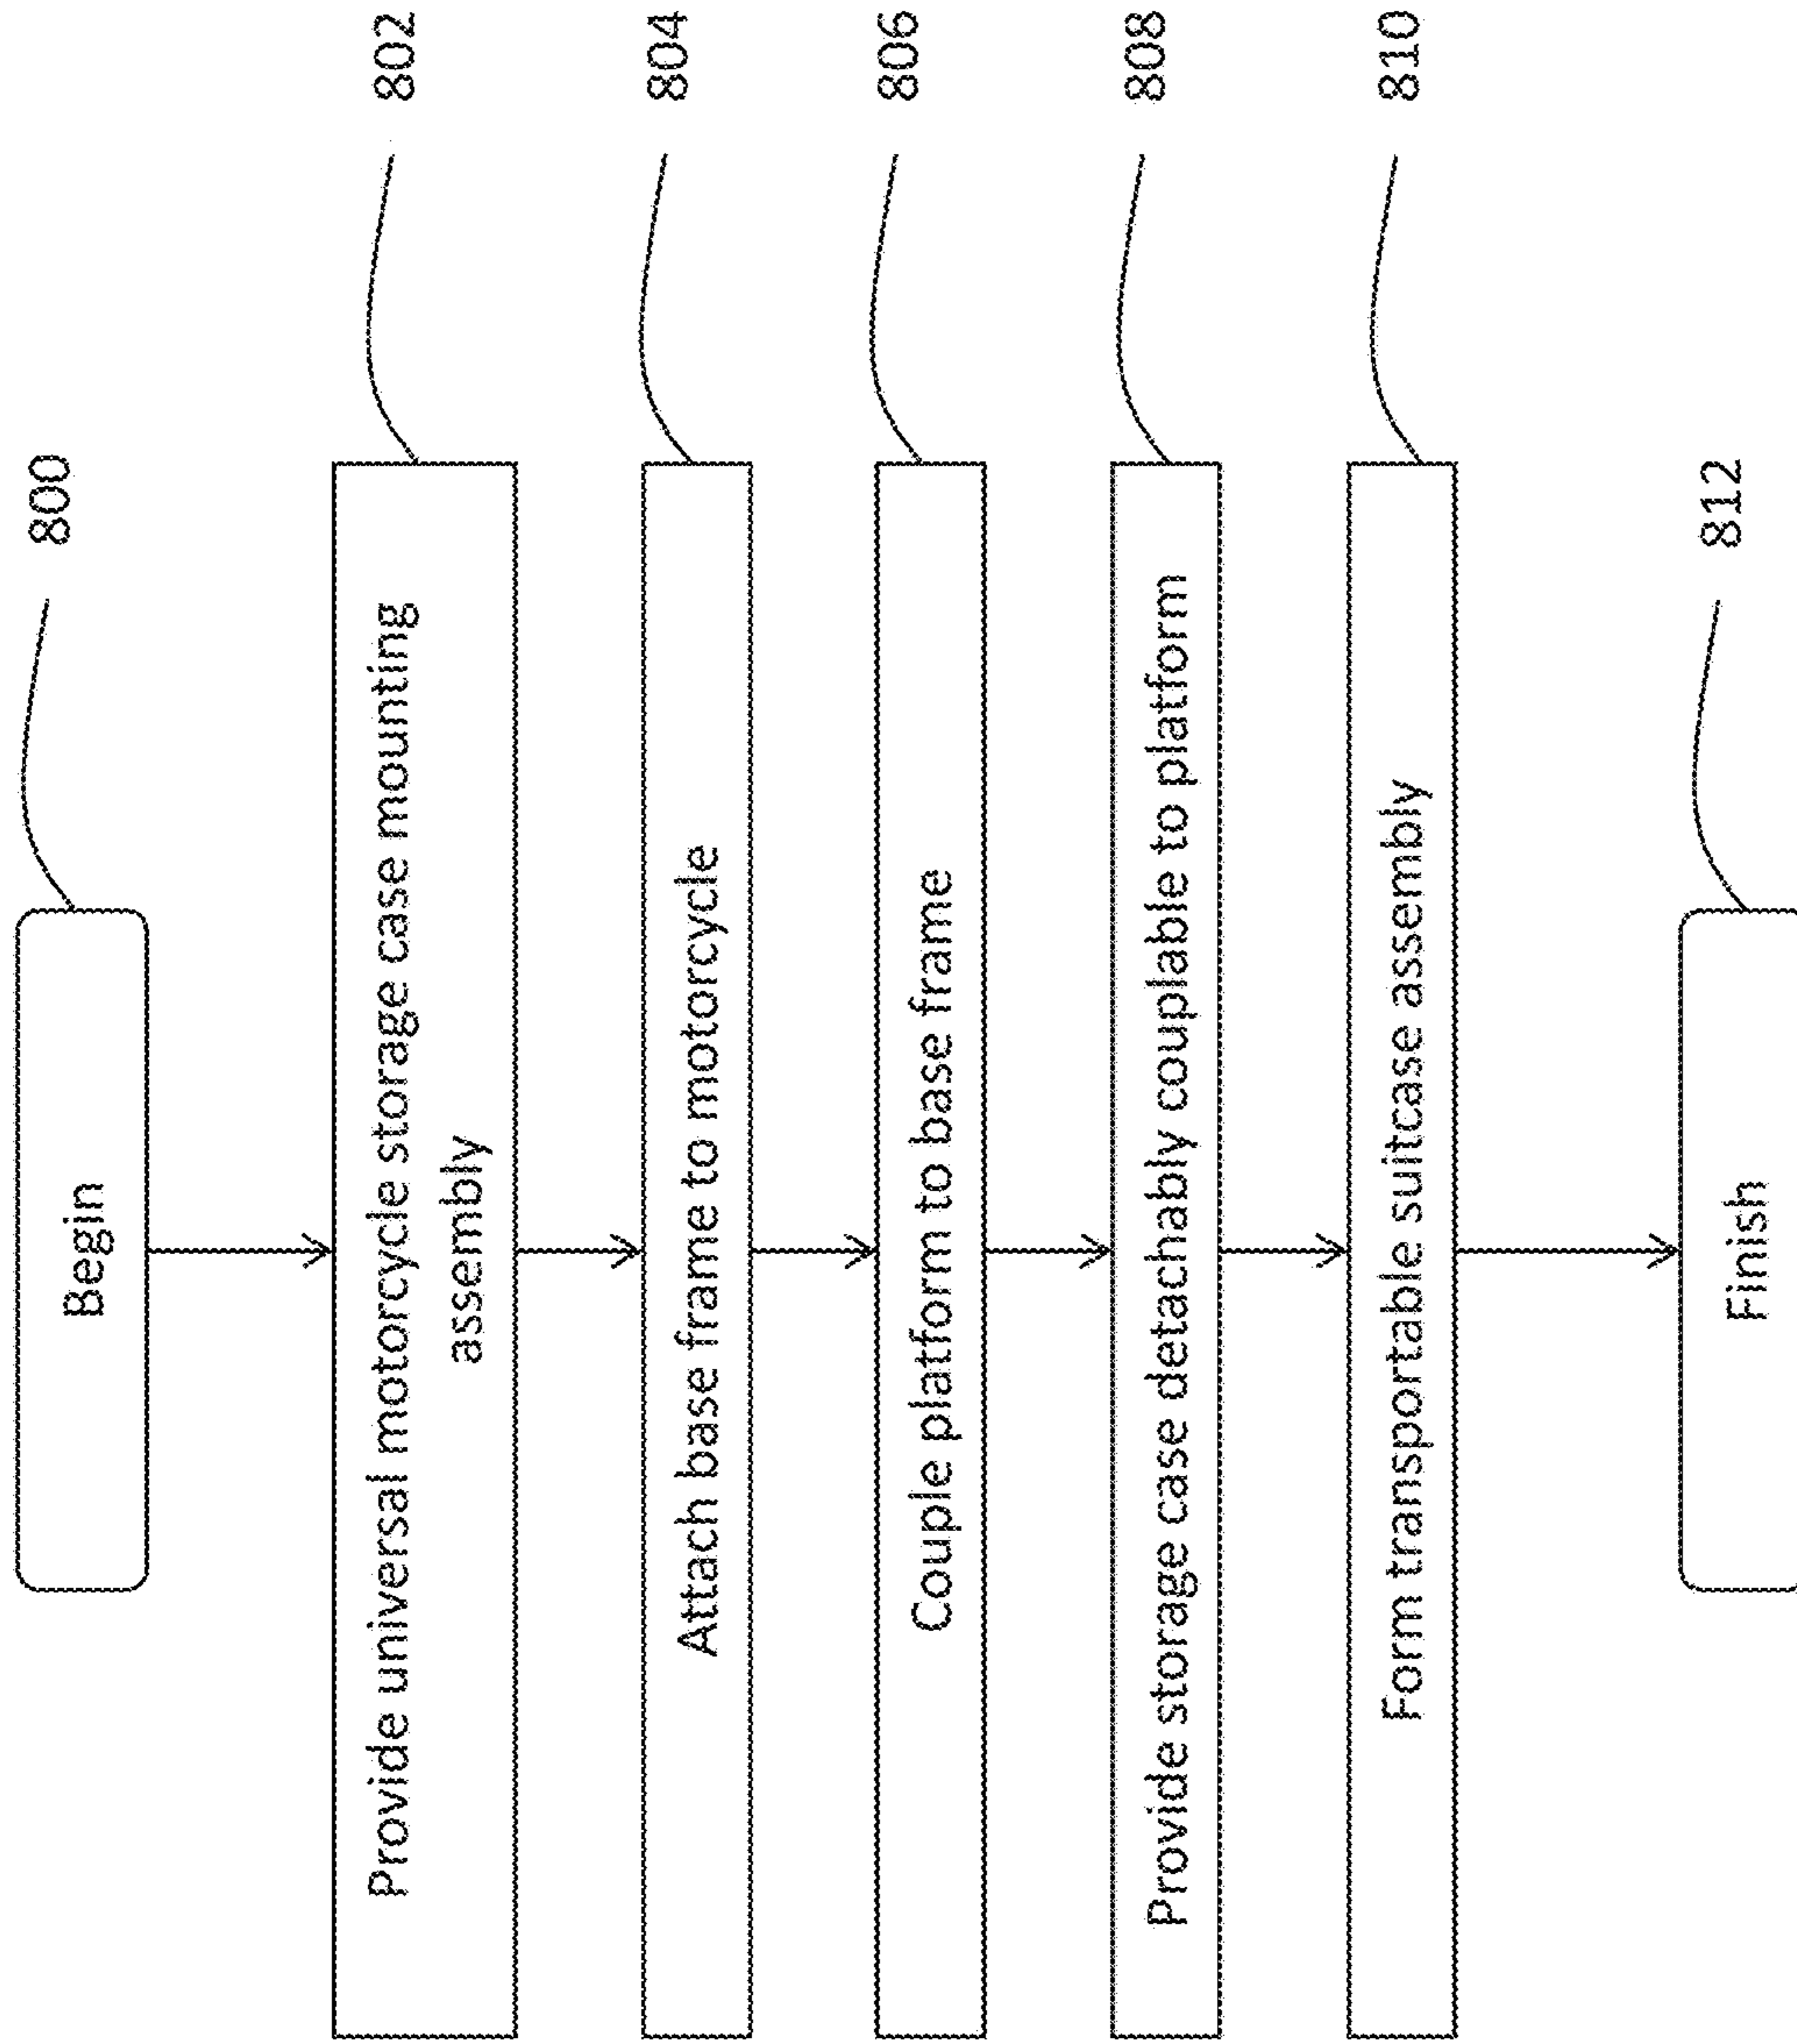 Begin
800
Provide universal motorcycle storage case mounting
assembly
802
Attach base frame to motorcycle
804
Couple platform to base frame
806
Provide storage case detachably couplable to platform
808
Form transportable suitcase assembly
810
Finish
812